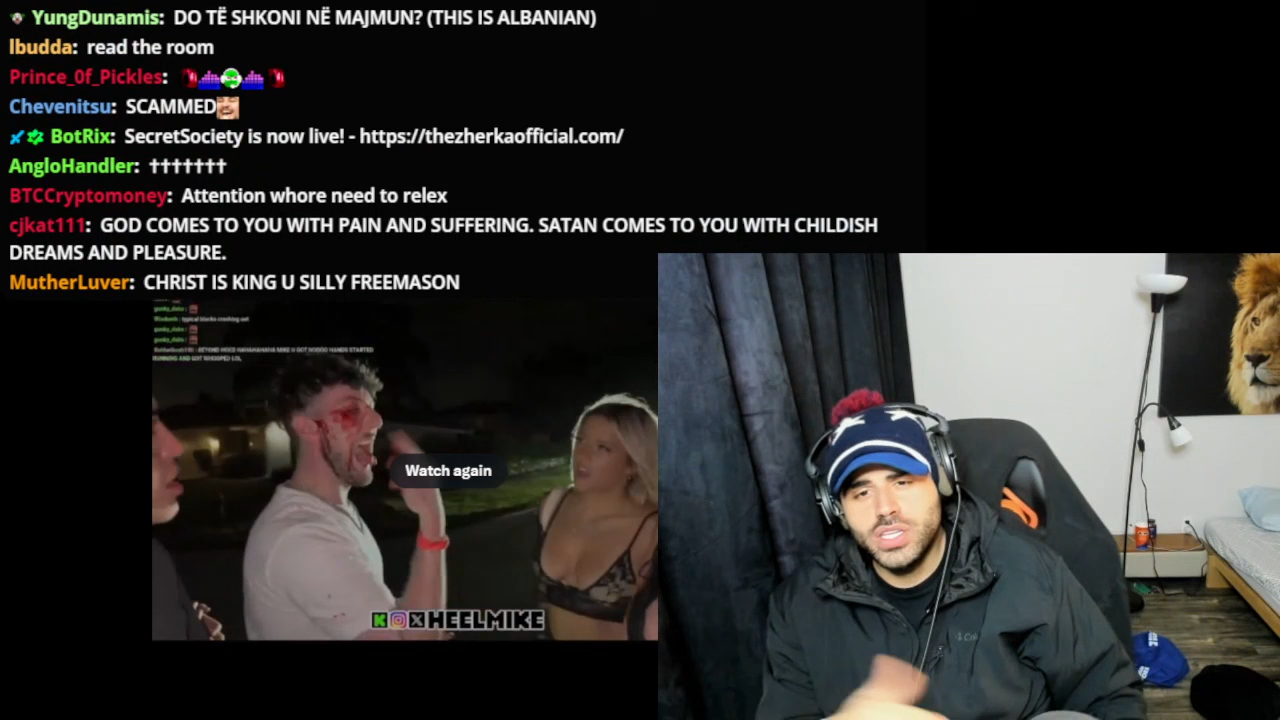 YungDunamis: DO TË SHKONI NË MAJMUN? (THIS IS ALBANIAN)
lbudda: read the room
Prince_0f_Pickles:
Chevenitsu: SCAMMED
BotRix: SecretSociety is now live! - https://thezherkaofficial.com/
AngloHandler: †††††††
BTCCryptomoney: Attention whore need to relex
cjkat111: GOD COMES TO YOU WITH PAIN AND SUFFERING. SATAN COMES TO YOU WITH CHILDISH
DREAMS AND PLEASURE.
MutherLuver: CHRIST IS KING U SILLY FREEMASON
Watch again
HEELMIKE